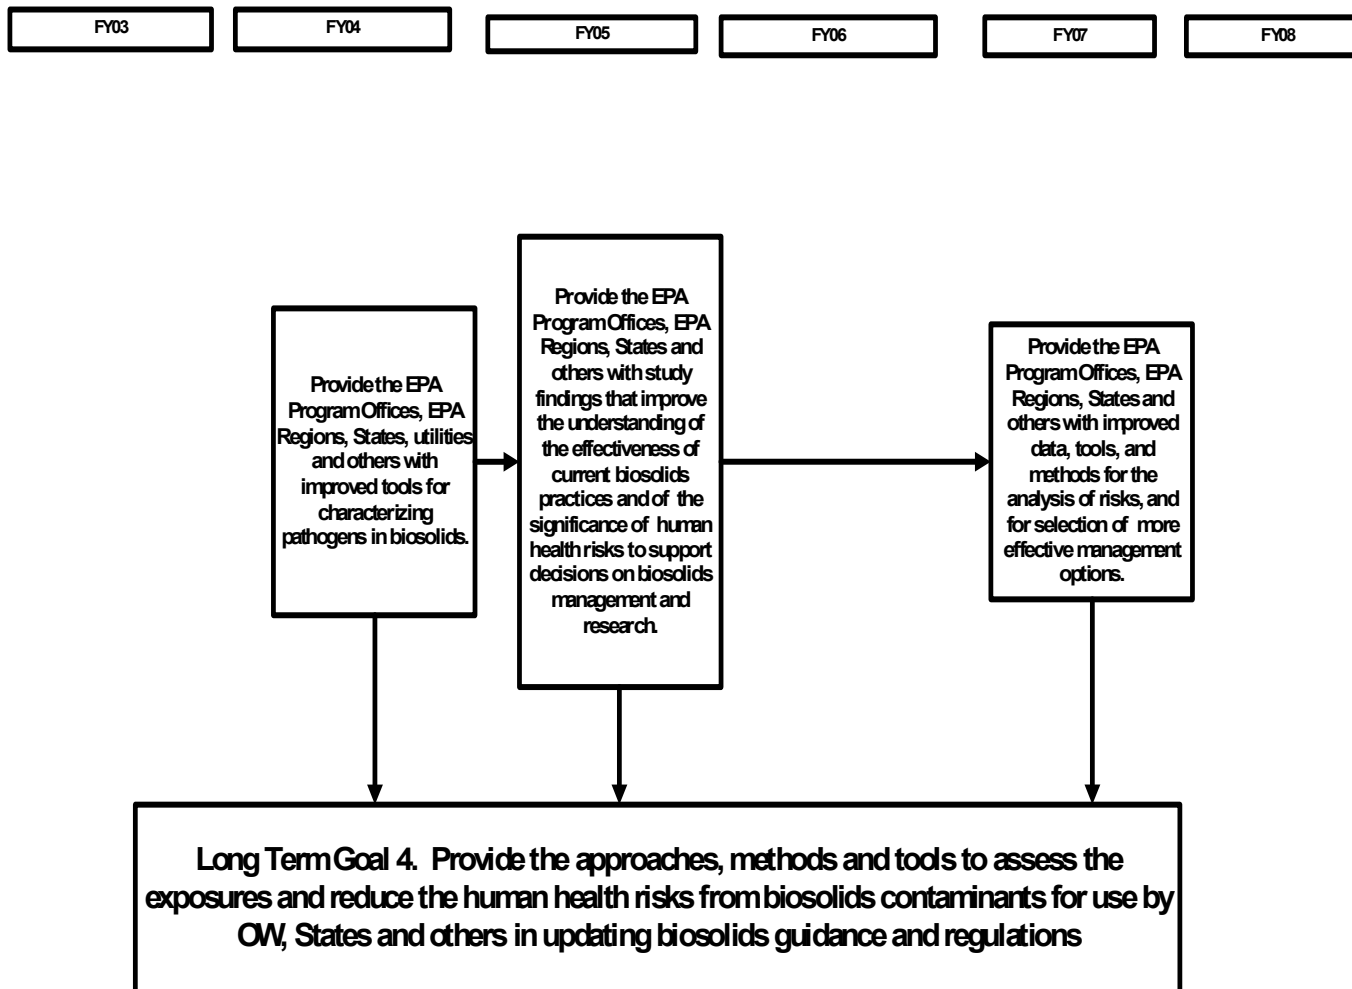 FY03
FY04
FY05
FY06
FY07
FY08
Provide the EPA
Program Offices, EPA
Regions, States, utilities
and others with
improved tools for
characterizing
pathogens in biosolids.
Provide the EPA
Program Offices, EPA
Regions, States and
others with study
findings that improve
the understanding of
the effectiveness of
current biosolids
practices and of the
significance of human
health risks to support
decisions on biosolids
management and
research.
Provide the EPA
Program Offices, EPA
Regions, States and
others with improved
data, tools, and
methods for the
analysis of risks, and
for selection of more
effective management
options.
Long Term Goal 4. Provide the approaches, methods and tools to assess the
exposures and reduce the human health risks from biosolids contaminants for use by
OW, States and others in updating biosolids guidance and regulations